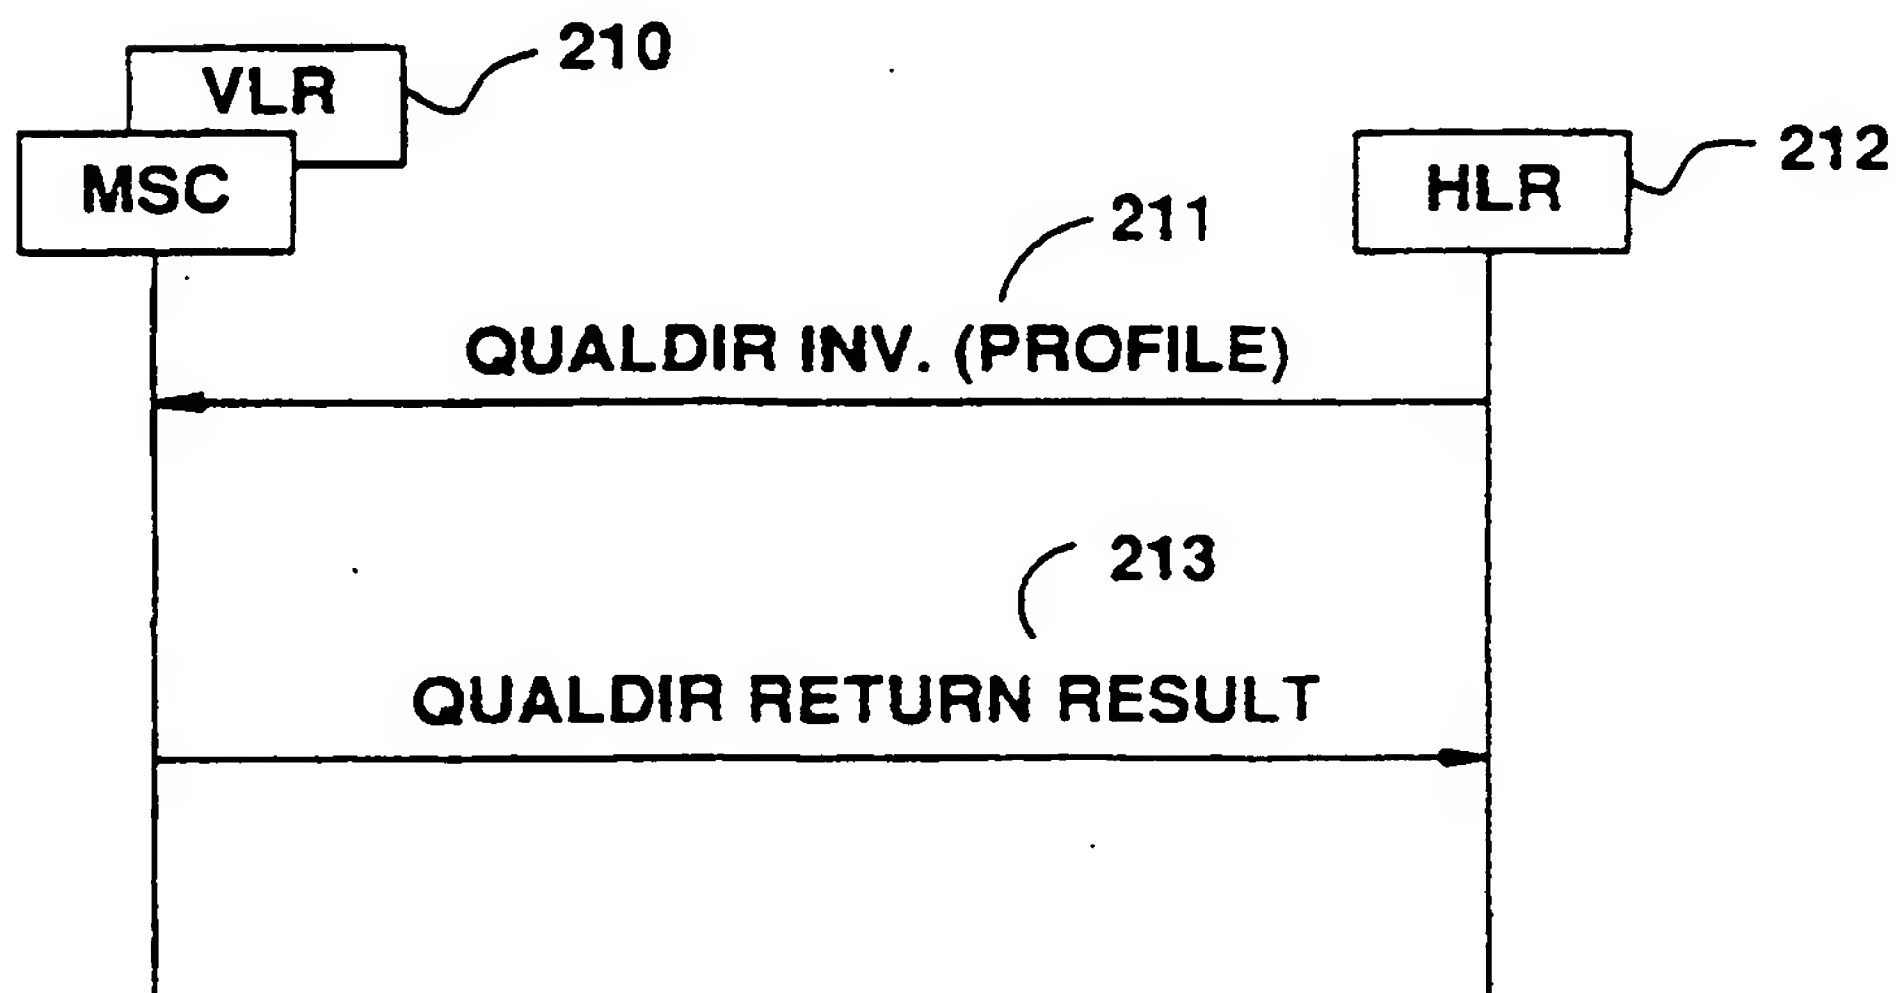 210
VLR
212
MSC
HLR
211
QUALDIR INV. (PROFILE)
213
QUALDIR RETURN RESULT